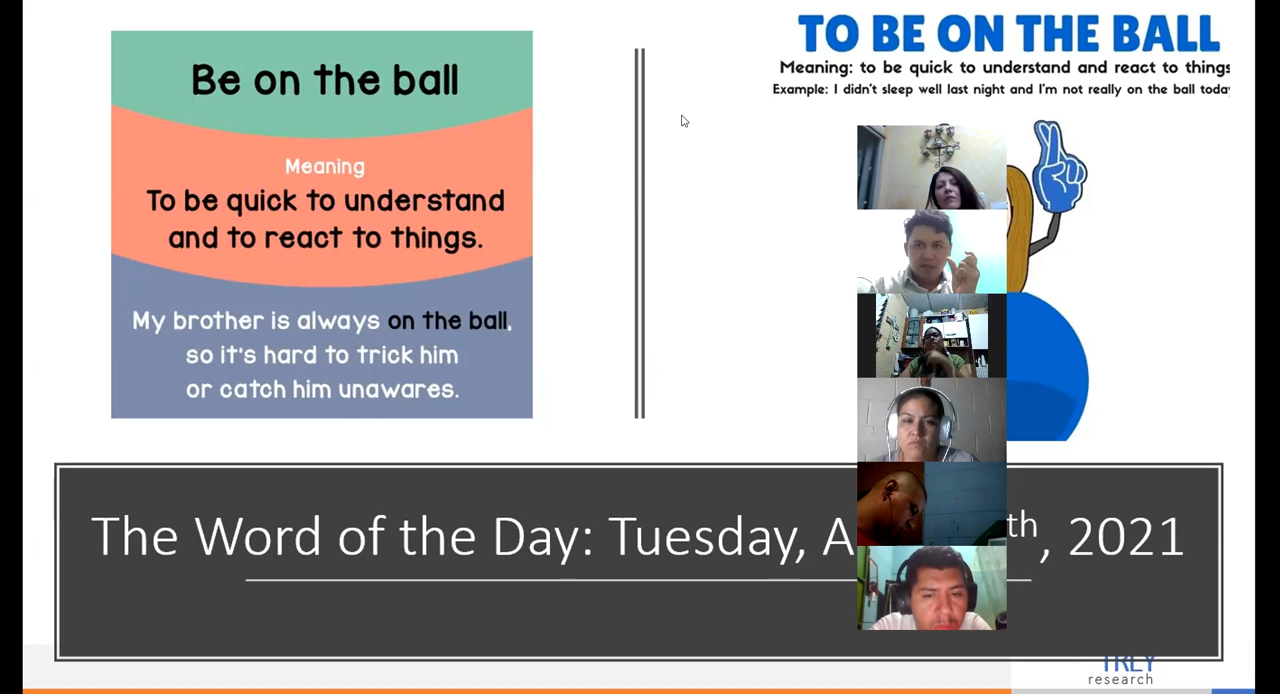 Be on the ball
Meaning
To be quick to understand
and to react to things.
My brother is always on the ball,
so it's hard to trick him
or catch him unawares.
TO BE ON THE BALL
Meaning: to be quick to understand and react to things
Example: I didn't sleep well last night and I'm not really on the ball today
The Word of the Day: Tuesday, A th, 2021
TREY
research